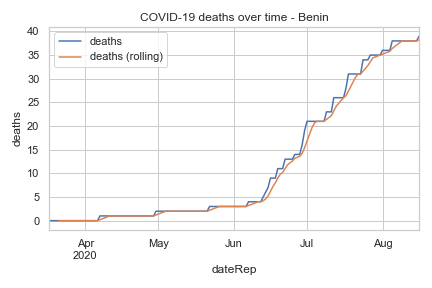 COVID-19 deaths over time - Benin
deaths
deaths (rolling)
deaths
40
35
30
25
20
15
10
5
0
Apr
2020
May
Jun
Jul
Aug
dateRep